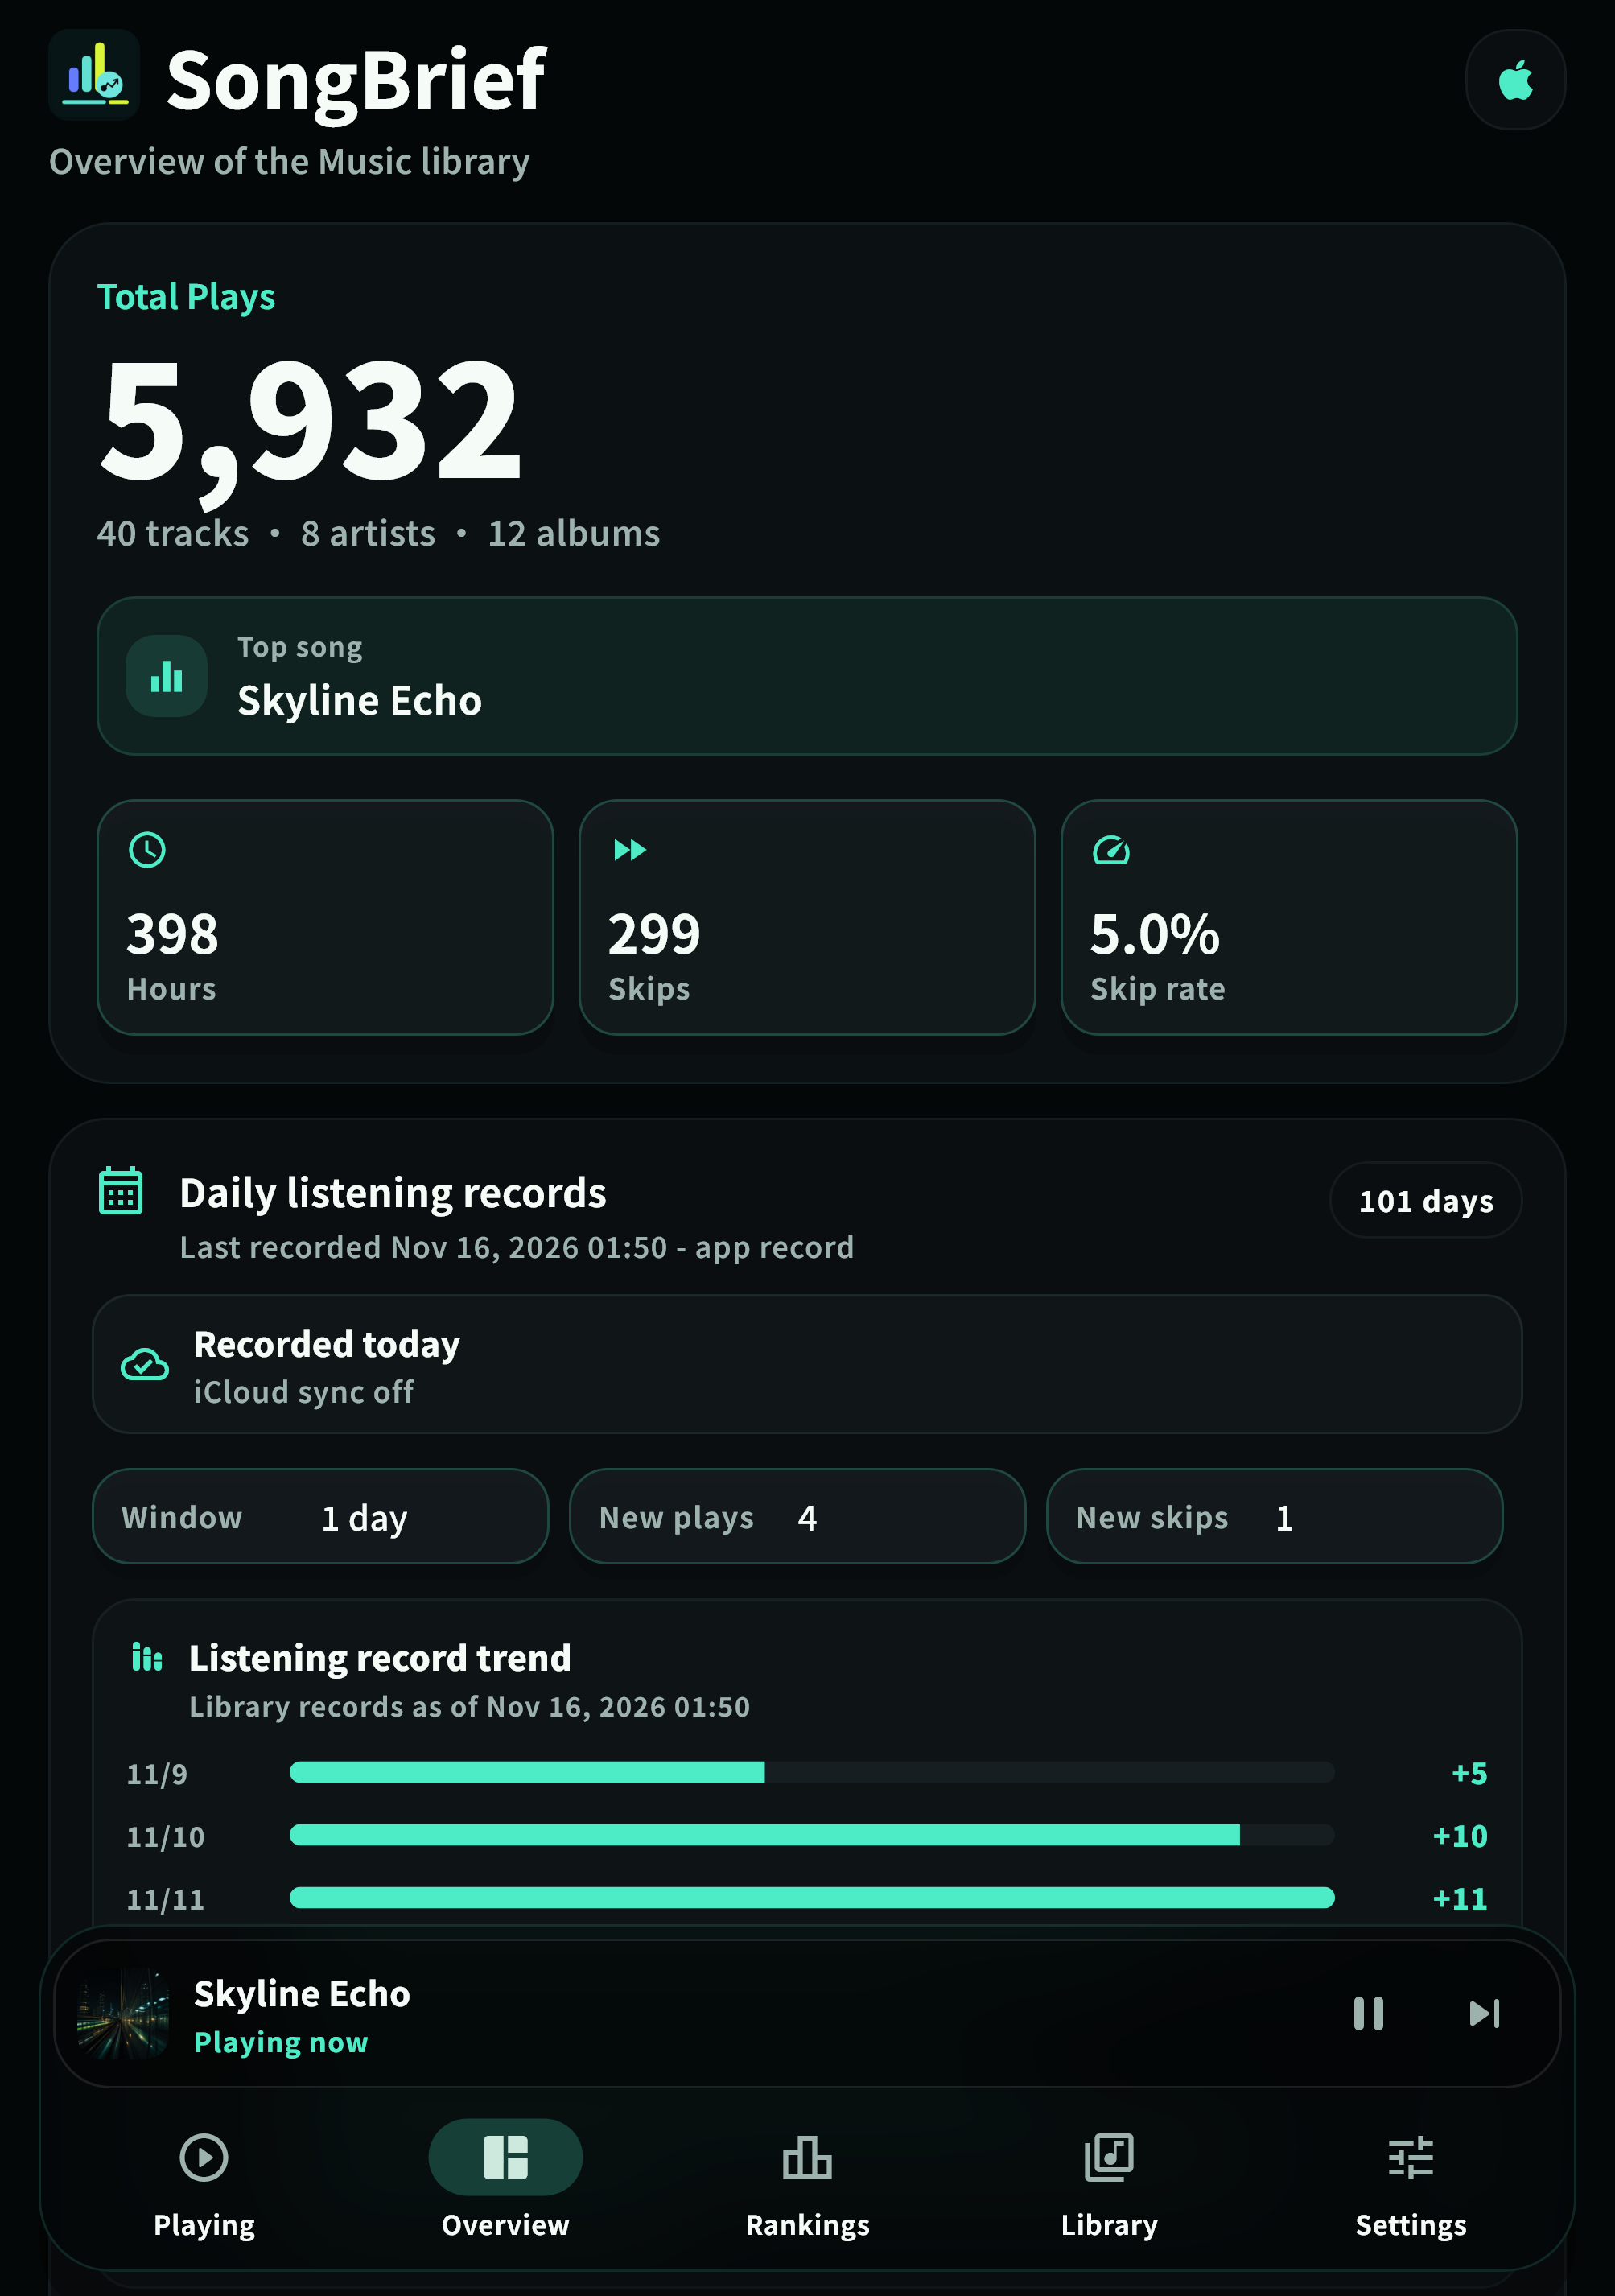 SongBrief
Overview of the Music library
Total Plays
5,932
40 tracks • 8 artists • 12 albums
Top song
Skyline Echo
398
Hours
299
Skips
5.0%
Skip rate
Daily listening records
101 days
Last recorded Nov 16, 2026 01:50 - app record
Recorded today
iCloud sync off
Window 1 day
New plays 4
New skips 1
Listening record trend
Library records as of Nov 16, 2026 01:50
11/9 +5
11/10 +10
11/11 +11
Skyline Echo
Playing now
Playing
Overview
Rankings
Library
Settings